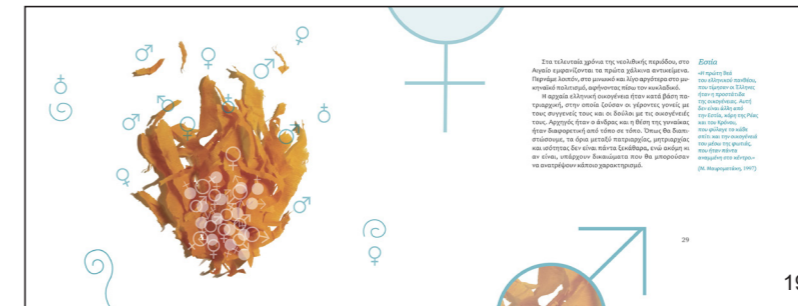 Στα τελευταία χρόνια της νεολιθικής περιόδου, στο
Αιγαίο εμφανίζονται τα πρώτα χάλκινα αντικείμενα.
Περνάμε λοιπόν, στο μινωικό και λίγο αργότερα στο μυ-
κηναϊκό πολιτισμό, αφήνοντας πίσω τον κυκλαδικό.
Η αρχαία ελληνική οικογένεια ήταν κατά βάση πα-
τριαρχική, στην οποία ζούσαν οι γέροντες γονείς με
τους συγγενείς τους και οι δούλοι με τις οικογένειές
τους. Αρχηγός ήταν ο άνδρας και η θέση της γυναίκας
ήταν διαφορετική από τόπο σε τόπο. Όπως θα διαπι-
στώσουμε, τα όρια μεταξύ πατριαρχίας, μητριαρχίας
και ισότητας δεν είναι πάντα ξεκάθαρα, ενώ ακόμη κι
αν είναι, υπάρχουν δικαιώματα που θα μπορούσαν
να ανατρέψουν κάποιο χαρακτηρισμό.
Εστία
«Η πρώτη θεά
του ελληνικού πανθέου,
που τίμησαν οι Έλληνες
ήταν η προστάτιδα
της οικογένειας. Αυτή
δεν είναι άλλη από
την Εστία, κόρη της Ρέας
και του Κρόνου,
που φύλαγε το κάθε
σπίτι και την οικογένειά
του μέσω της φωτιάς,
που ήταν πάντα
αναμμένη στο κέντρο.»
1997)
29
19